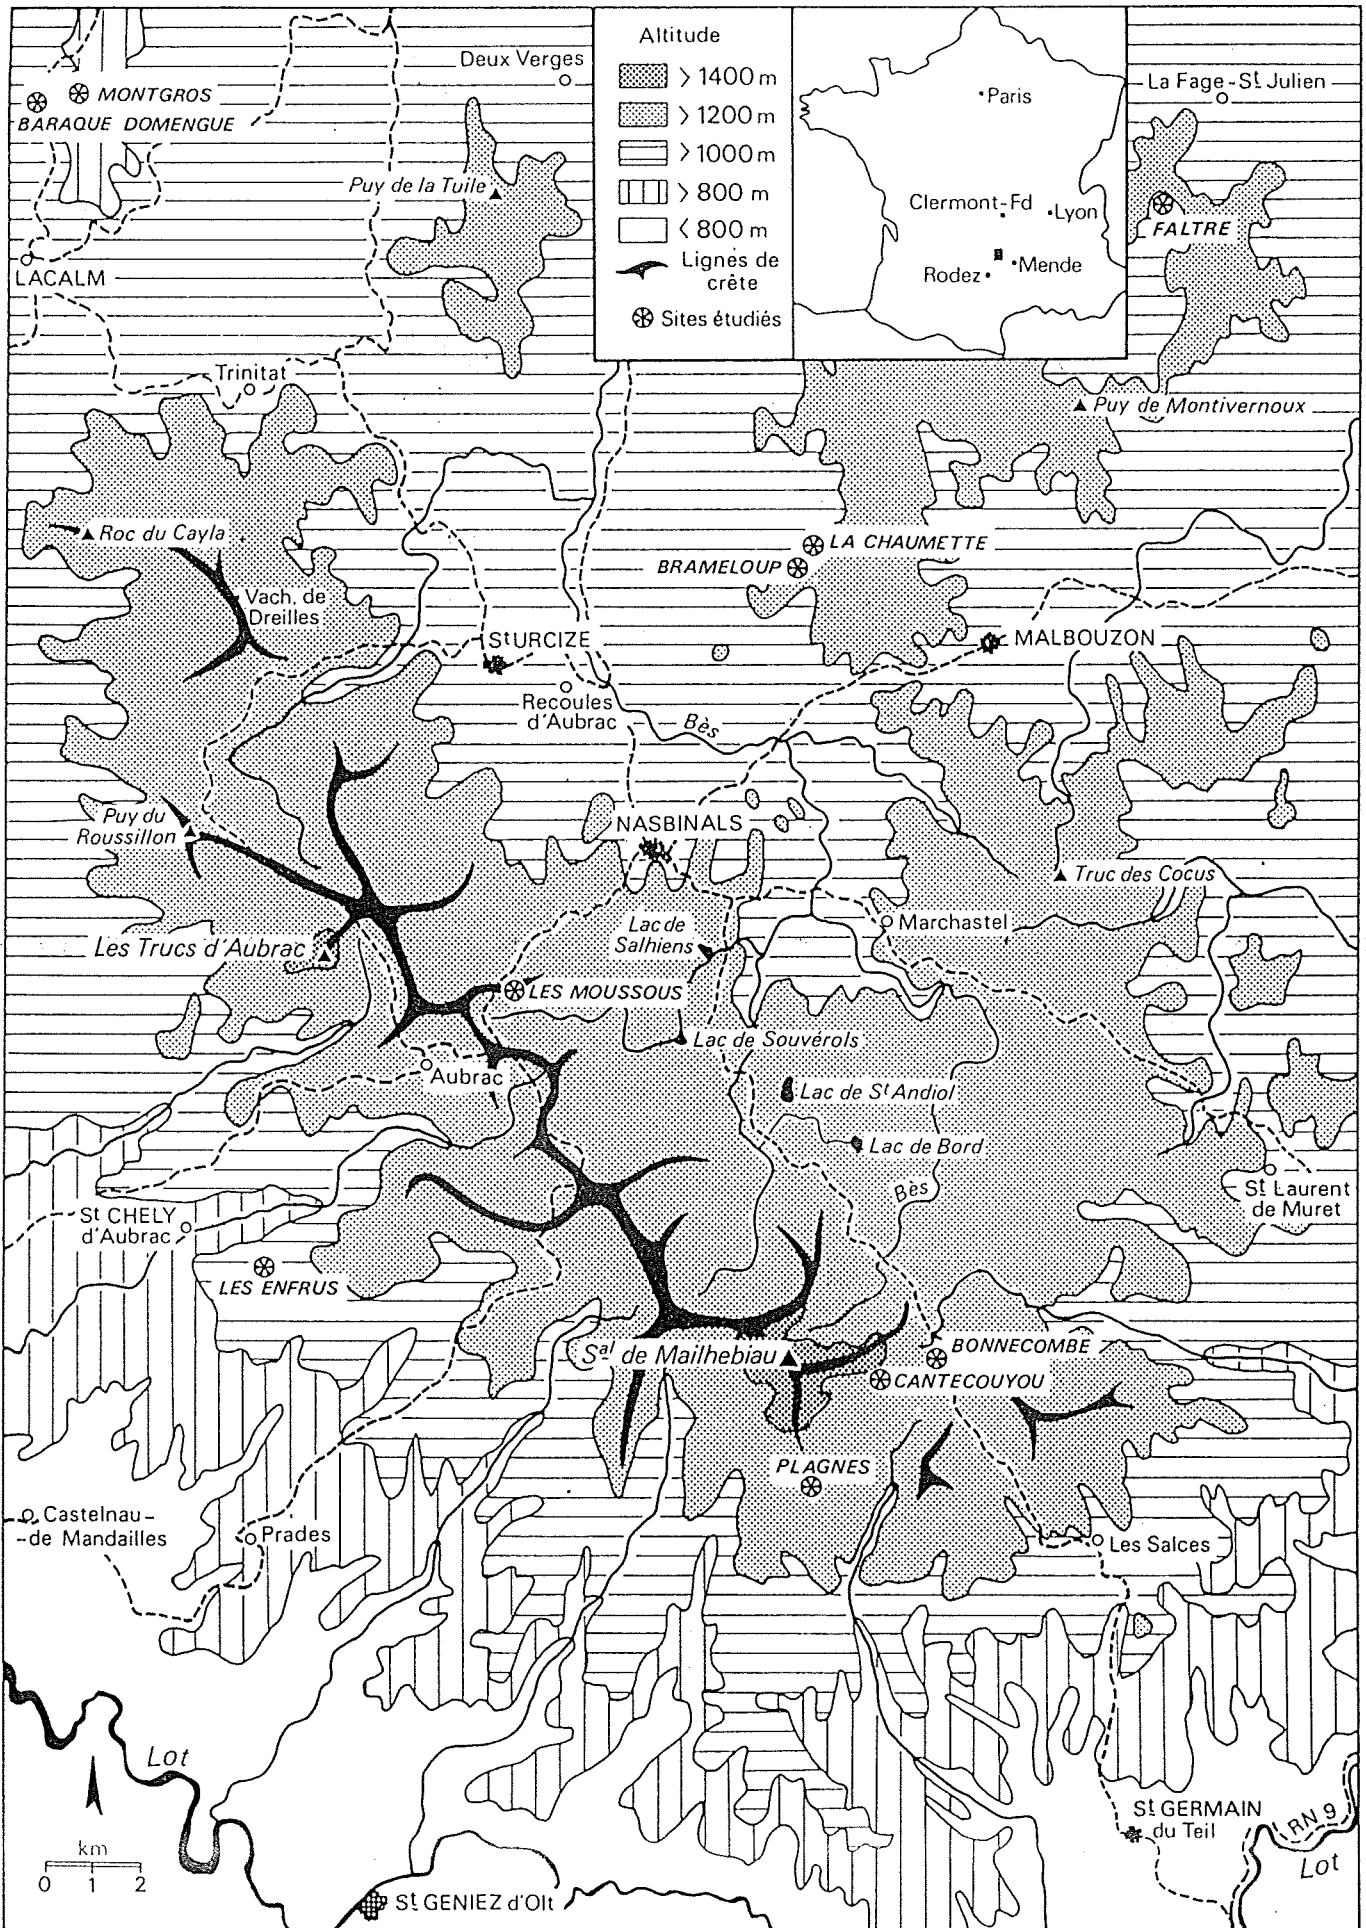 Deux Verges
MONTGROS
BARAQUE DOMENGUE
Puy de la Tuile
LACALM
Trinitat
Altitude
> 1400 m
> 1200 m
> 1000 m
> 800 m
< 800 m
Lignes de
crête
Sites étudiés
Paris
Clermont-Fd
Lyon
Mende
Rodez
La Fage-St Julien
FALTRE
Puy de Montivernoux
Roc du Cayla
Vach. de
Dreilles
LA CHAUMETTE
BRAMELOUP
St URCIZE
MALBOUZON
Recoules
d'Aubrac
Bès
Puy du
Roussillon
NASBINALS
Truc des Cocus
Les Trucs d'Aubrac
Lac de
Salhiens
Marchastel
LES MOUSSOUS
Lac de Souvérols
Aubrac
Lac de St Andiol
Lac de Bord
Bès
St CHELY
d'Aubrac
St Laurent
de Muret
LES ENFRUS
Sal de Mailhebiau
BONNECOMBE
CANTECOUYOU
PLAGNES
Castelnau-
-de Mandailles
Prades
Les Salces
Lot
km
0 1 2
St GENIEZ d'Olt
St GERMAIN
du Teil
RN 9
Lot